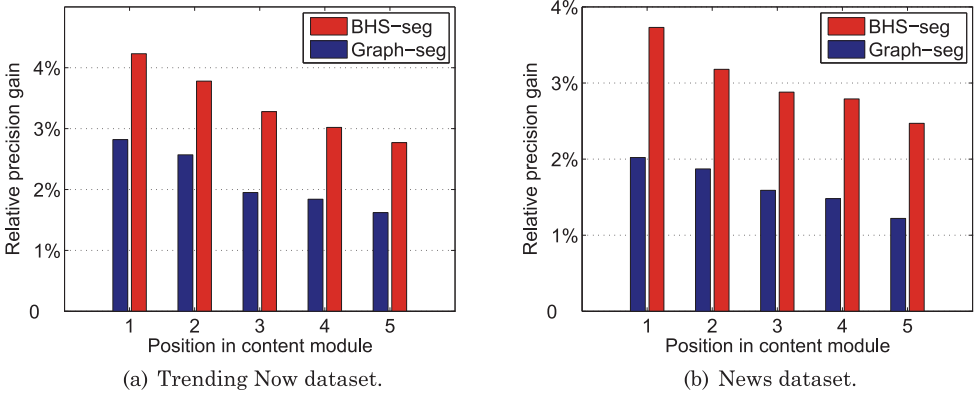 BHS−seg
Graph−seg
Relative precision gain
4%
3%
2%
1%
0
1 2 3 4 5
Position in content module
(a) Trending Now dataset.
BHS−seg
Graph−seg
Relative precision gain
4%
3%
2%
1%
0
1 2 3 4 5
Position in content module
(b) News dataset.